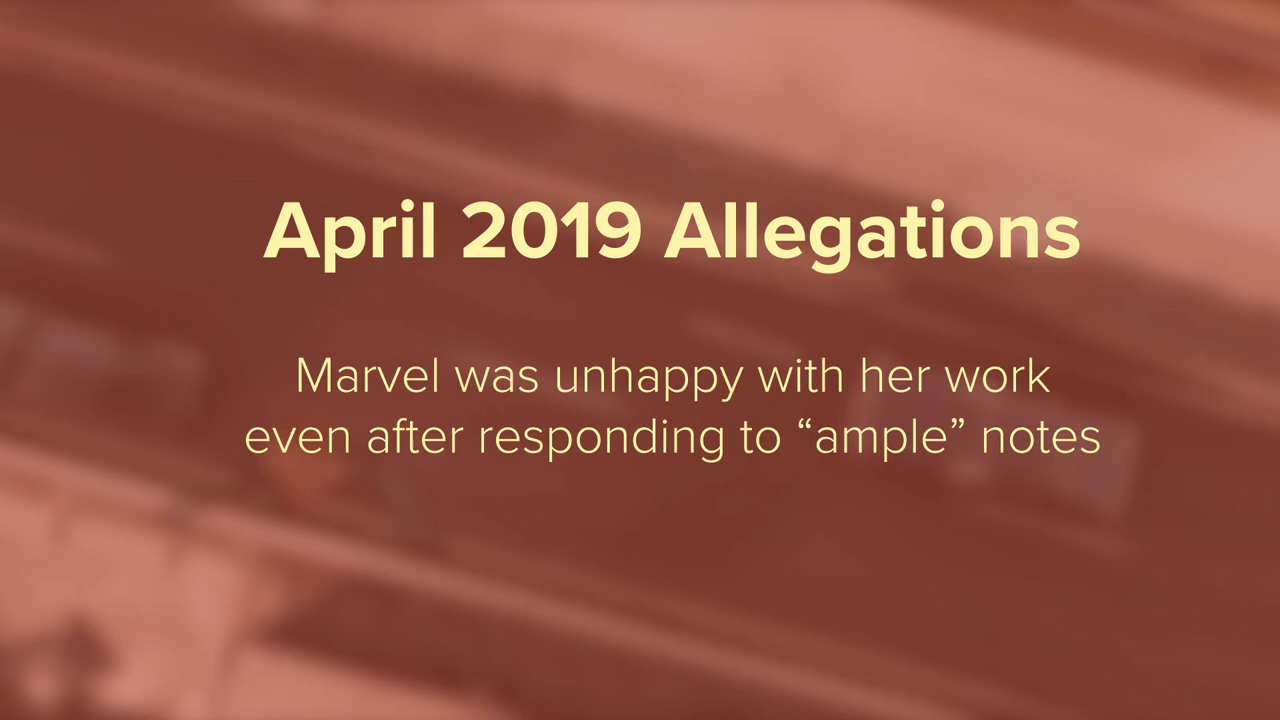 April 2019 Allegations
Marvel was unhappy with her work
even after responding to “ample” notes